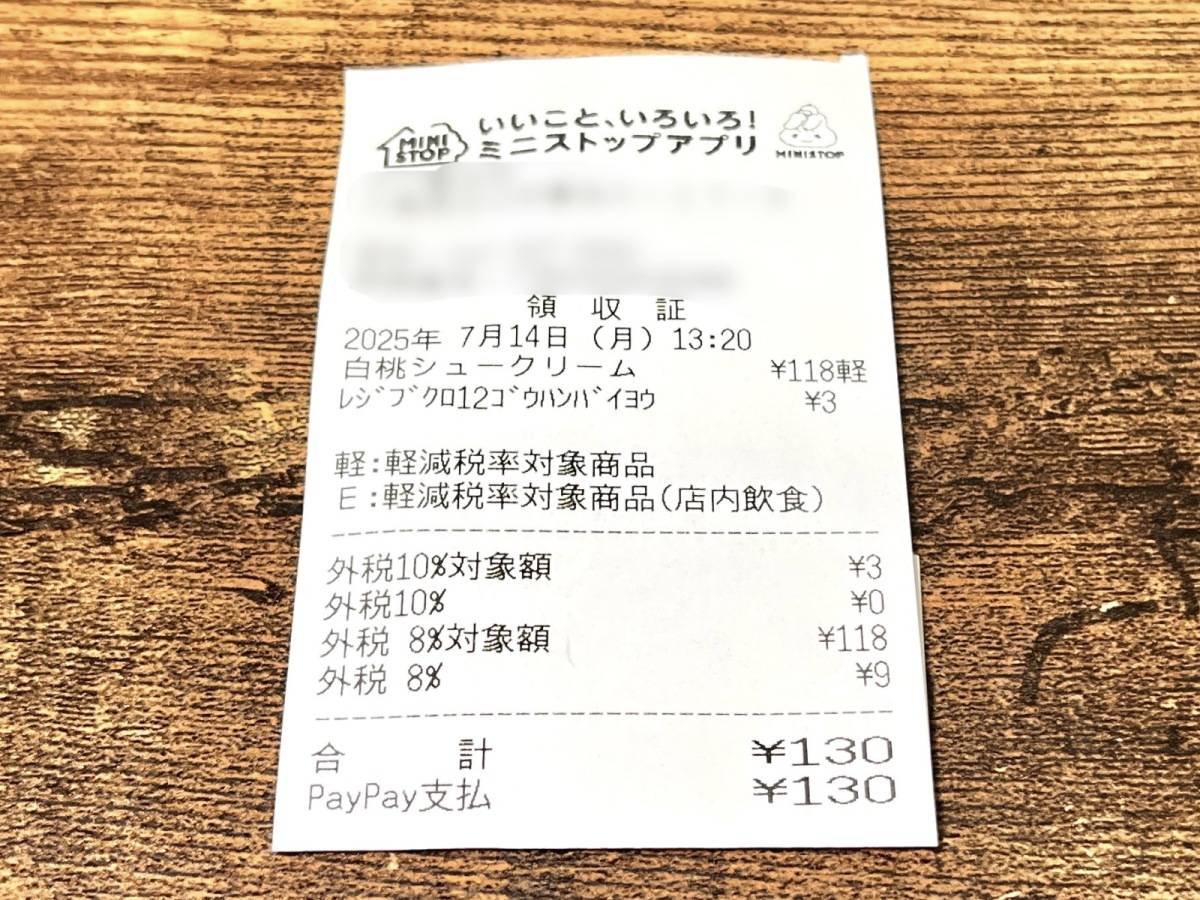 MINI STOP
いいこと、いろいろ!
ミニストップアプリ
MINISTOP
領 収 証
2025年 7月14日 (月) 13:20
白桃シュークリーム ¥118軽
レジブクロ12ゴウハンバイヨウ ¥3
軽:軽減税率対象商品
E:軽減税率対象商品(店内飲食)
外税10%対象額 ¥3
外税10% ¥0
外税 8%対象額 ¥118
外税 8% ¥9
合 計 ¥130
PayPay支払 ¥130